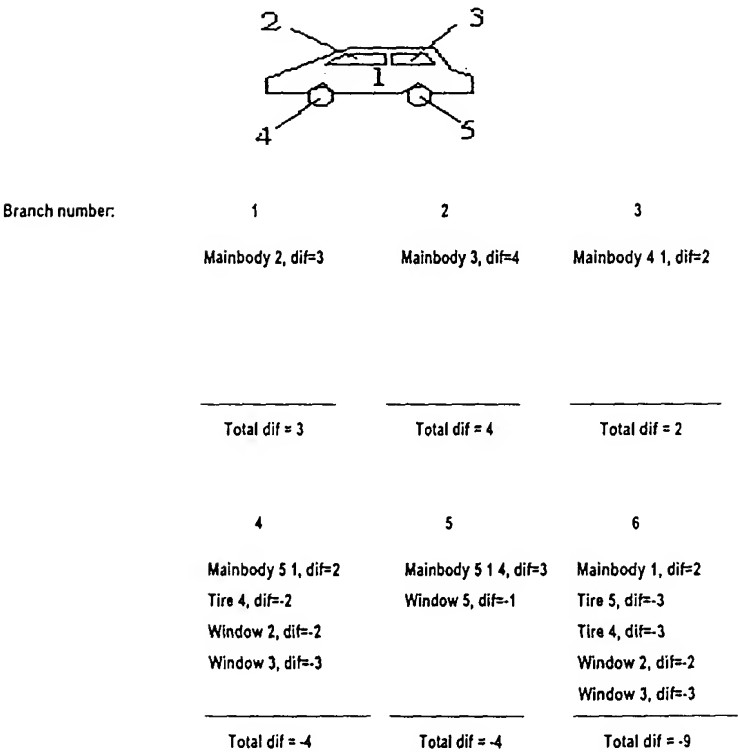 2 3
1
4 5
Branch number: 1 2 3
Mainbody 2, dif=3 Mainbody 3, dif=4 Mainbody 4 1, dif=2
Total dif = 3 Total dif = 4 Total dif = 2
4 5 6
Mainbody 5 1, dif=2 Mainbody 5 1 4, dif=3 Mainbody 1, dif=2
Tire 4, dif=-2 Window 5, dif=-1 Tire 5, dif=-3
Window 2, dif=-2 Tire 4, dif=-3
Window 3, dif=-3 Window 2, dif=-2
Window 3, dif=-3
Total dif = -4 Total dif = -4 Total dif = -9